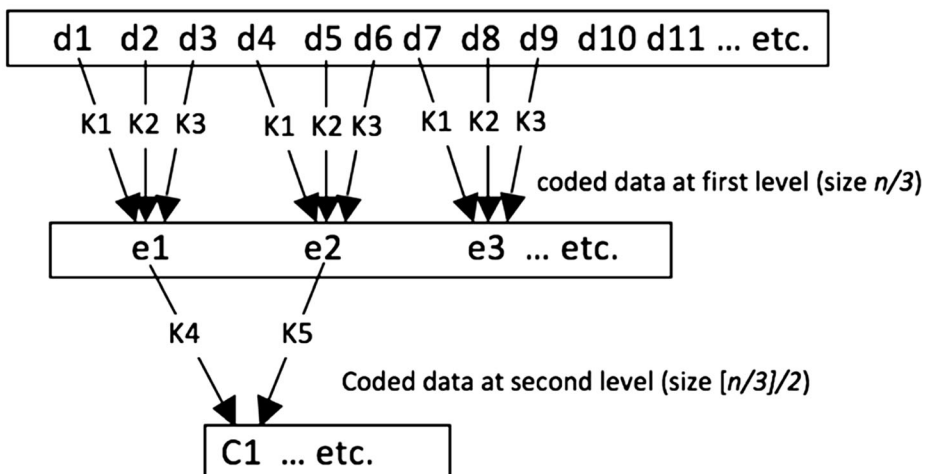 d1 d2 d3 d4 d5 d6 d7 d8 d9 d10 d11 ... etc.
K1 K2 K3 K1 K2 K3 K1 K2 K3
coded data at first level (size n/3)
e1 e2 e3 ... etc.
K4 K5
Coded data at second level (size [n/3]/2)
C1 ... etc.